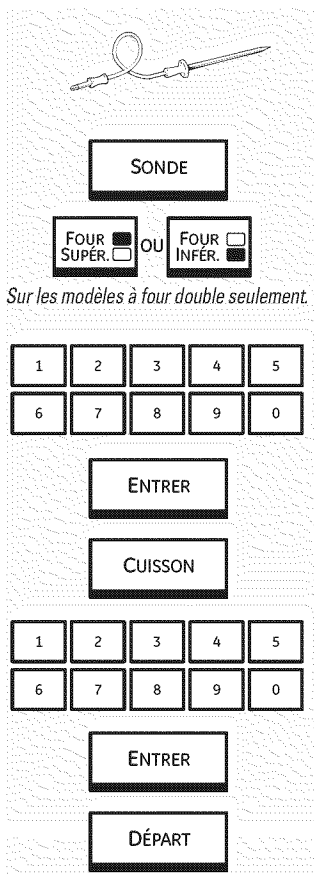 SONDE
FOUR SUPÉR. OU FOUR INFÉR.
Sur les modèles à four double seulement.
1 2 3 4 5
6 7 8 9 0
ENTRER
CUISSON
1 2 3 4 5
6 7 8 9 0
ENTRER
DÉPART